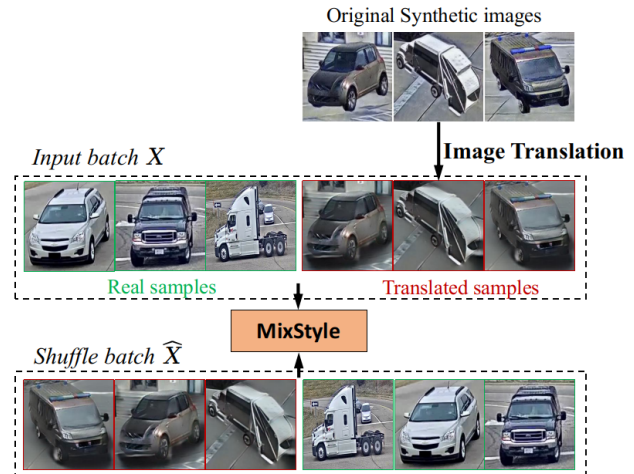 Original Synthetic images
Image Translation
Input batch X
Real samples
Translated samples
MixStyle
Shuffle batch X̂